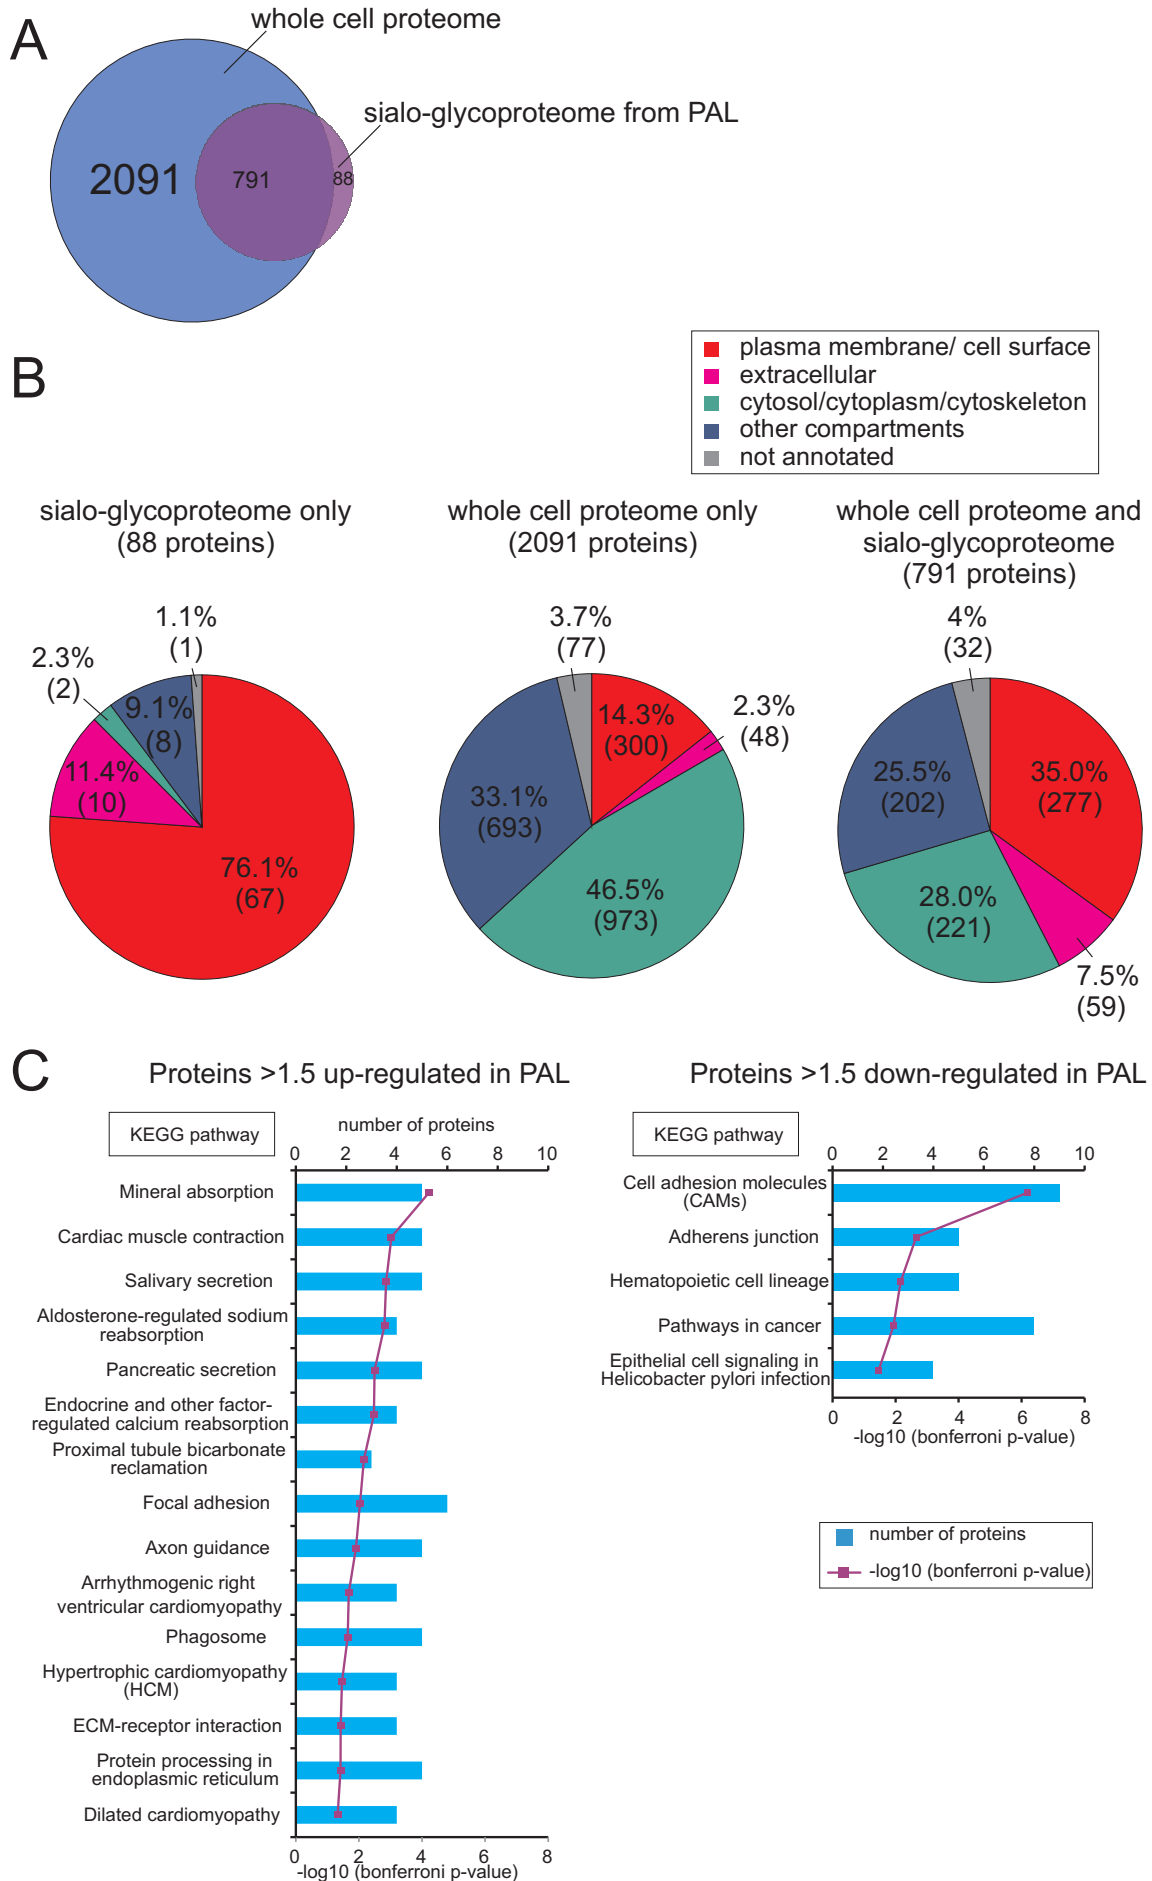 A
whole cell proteome
sialo-glycoproteome from PAL
2091
791
88
B
plasma membrane/ cell surface
extracellular
cytosol/cytoplasm/cytoskeleton
other compartments
not annotated
sialo-glycoproteome only
(88 proteins)
1.1%
(1)
2.3%
(2)
9.1%
(8)
11.4%
(10)
76.1%
(67)
whole cell proteome only
(2091 proteins)
3.7%
(77)
14.3%
(300)
2.3%
(48)
33.1%
(693)
46.5%
(973)
whole cell proteome and
sialo-glycoproteome
(791 proteins)
4%
(32)
25.5%
(202)
35.0%
(277)
28.0%
(221)
7.5%
(59)
C
Proteins >1.5 up-regulated in PAL
KEGG pathway
number of proteins
0 2 4 6 8 10
Mineral absorption
Cardiac muscle contraction
Salivary secretion
Aldosterone-regulated sodium
reabsorption
Pancreatic secretion
Endocrine and other factor-
regulated calcium reabsorption
Proximal tubule bicarbonate
reclamation
Focal adhesion
Axon guidance
Arrhythmogenic right
ventricular cardiomyopathy
Phagosome
Hypertrophic cardiomyopathy
(HCM)
ECM-receptor interaction
Protein processing in
endoplasmic reticulum
Dilated cardiomyopathy
0 2 4 6 8
-log10 (bonferroni p-value)
Proteins >1.5 down-regulated in PAL
KEGG pathway
0 2 4 6 8 10
Cell adhesion molecules
(CAMs)
Adherens junction
Hematopoietic cell lineage
Pathways in cancer
Epithelial cell signaling in
Helicobacter pylori infection
0 2 4 6 8
-log10 (bonferroni p-value)
number of proteins
-log10 (bonferroni p-value)